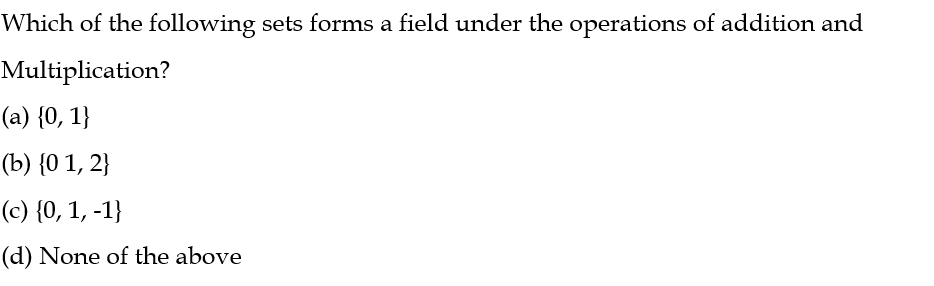 Which of the following sets forms a field under the operations of addition and
Multiplication?
(a) {0, 1}
(b) {0 1, 2}
(c) {0, 1, -1}
(d) None of the above